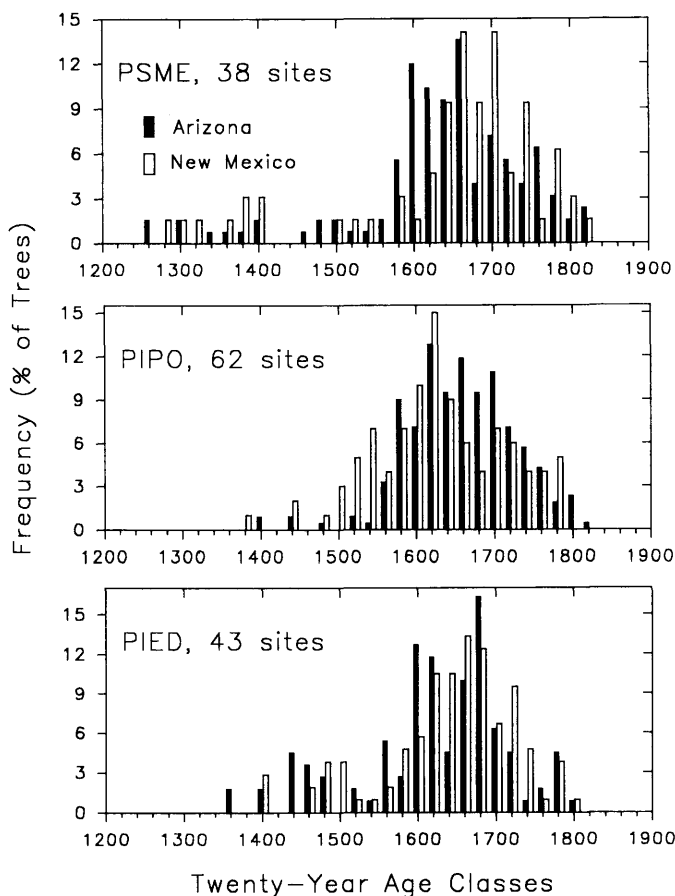 Frequency (% of Trees)
15
12
9
6
3
0
PSME, 38 sites
Arizona
New Mexico
1200 1300 1400 1500 1600 1700 1800 1900
15
12
9
6
3
0
PIPO, 62 sites
1200 1300 1400 1500 1600 1700 1800 1900
15
12
9
6
3
0
PIED, 43 sites
1200 1300 1400 1500 1600 1700 1800 1900
Twenty-Year Age Classes